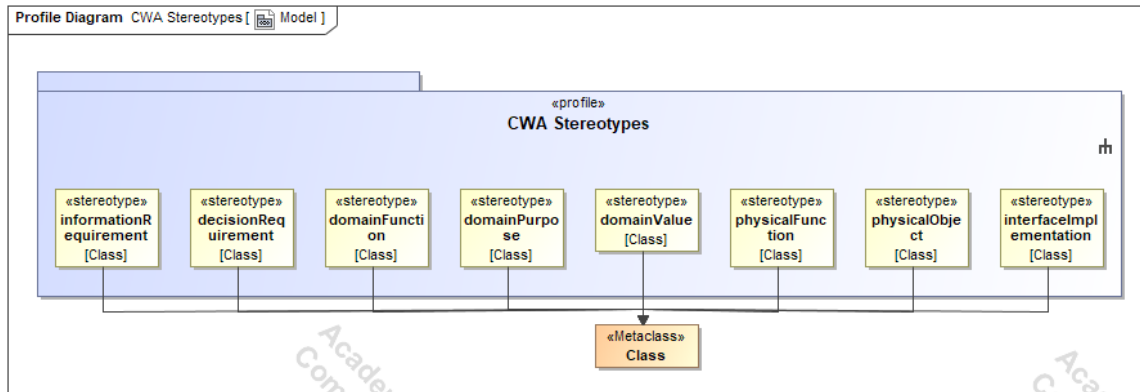 Profile Diagram CWA Stereotypes [ Model ]
«profile»
CWA Stereotypes
«stereotype»
informationR
equirement
[Class]
«stereotype»
decisionReq
uirement
[Class]
«stereotype»
domainFuncti
on
[Class]
«stereotype»
domainPurpo
se
[Class]
«stereotype»
domainValue
[Class]
«stereotype»
physicalFunc
tion
[Class]
«stereotype»
physicalObje
ct
[Class]
«stereotype»
interfaceImpl
ementation
[Class]
«Metaclass»
Class